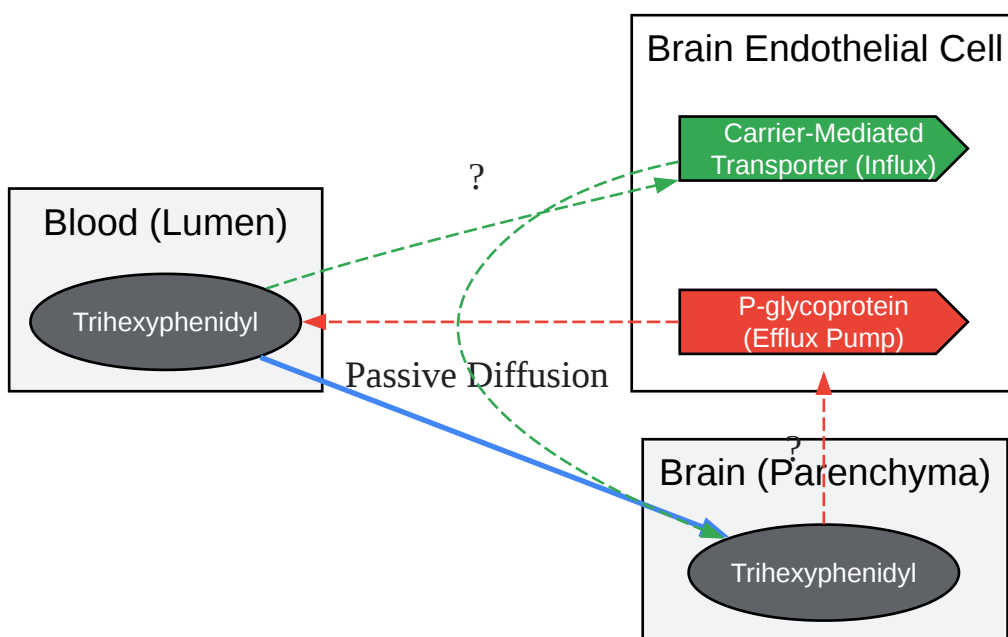 Brain Endothelial Cell
Carrier-Mediated
Transporter (Influx)
?
Blood (Lumen)
Trihexyphenidyl
P-glycoprotein
(Efflux Pump)
Passive Diffusion
?
Brain (Parenchyma)
Trihexyphenidyl